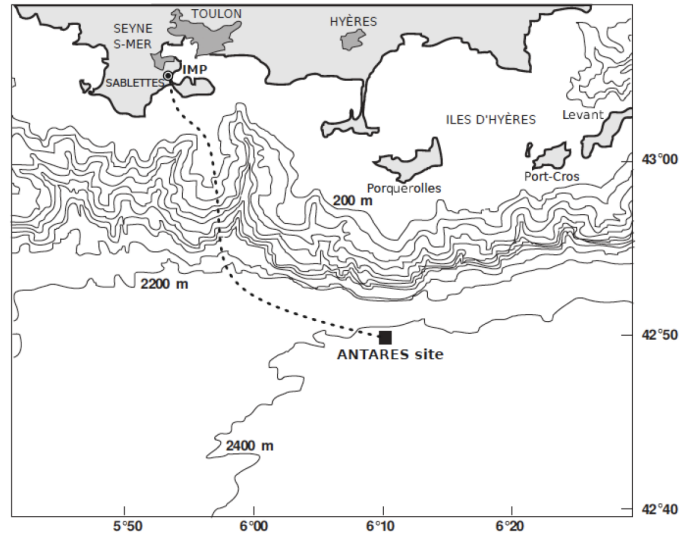 TOULON
SEYNE
S-MER
HYÈRES
IMP
SABLETTES
ILES D'HYÈRES
Levant
43°00
Port-Cros
Porquerolles
200 m
2200 m
42°50
ANTARES site
2400 m
42°40
5°50
6°00
6°10
6°20